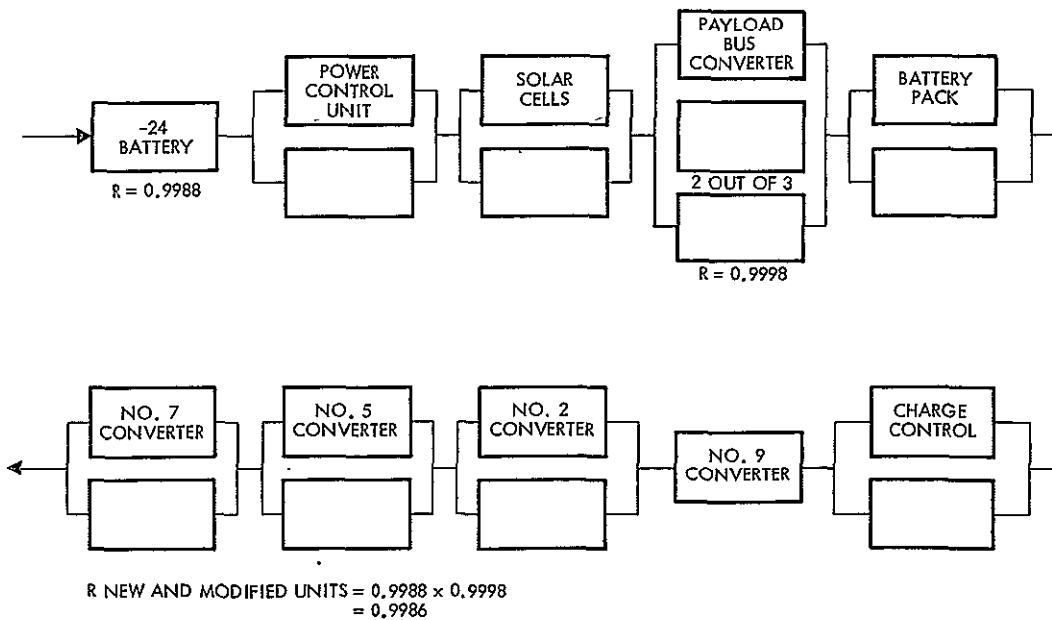 PAYLOAD
BUS
CONVERTER
POWER
CONTROL
UNIT
SOLAR
CELLS
BATTERY
PACK
-24
BATTERY
R = 0.9988
2 OUT OF 3
R = 0.9998
NO. 7
CONVERTER
NO. 5
CONVERTER
NO. 2
CONVERTER
NO. 9
CONVERTER
CHARGE
CONTROL
R NEW AND MODIFIED UNITS = 0.9988 x 0.9998
= 0.9986